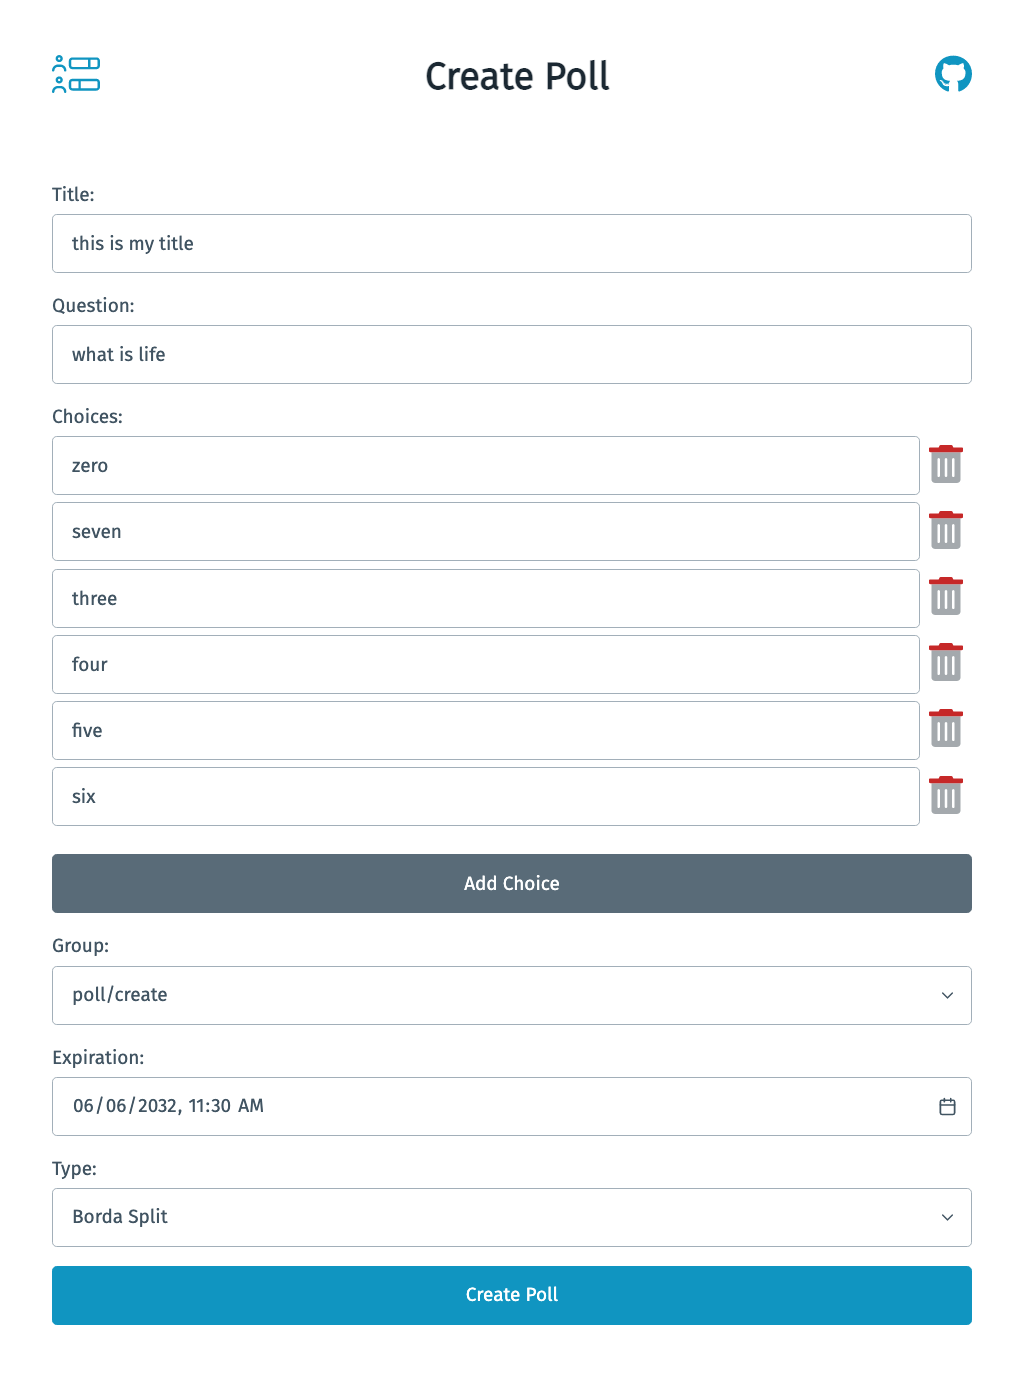 Create Poll
Title:
this is my title
Question:
what is life
Choices:
zero
seven
three
four
five
six
Add Choice
Group:
poll/create
Expiration:
06/06/2032, 11:30 AM
Type:
Borda Split
Create Poll